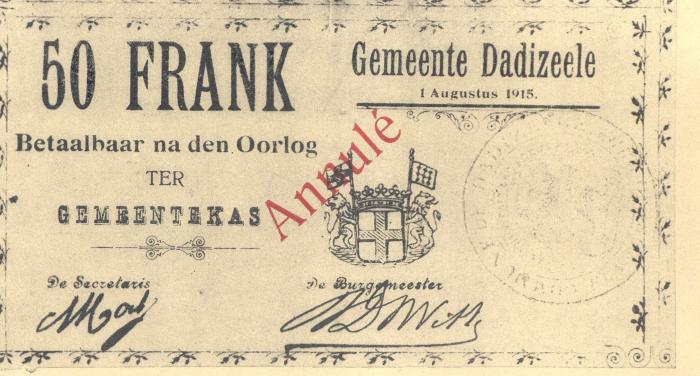 50 FRANK
Gemeente Dadizeele
1 Augustus 1915.
Betaalbaar na den Oorlog
TER
GEMEENTEKAS
Annulé
De Secretaris
De Burgemeester